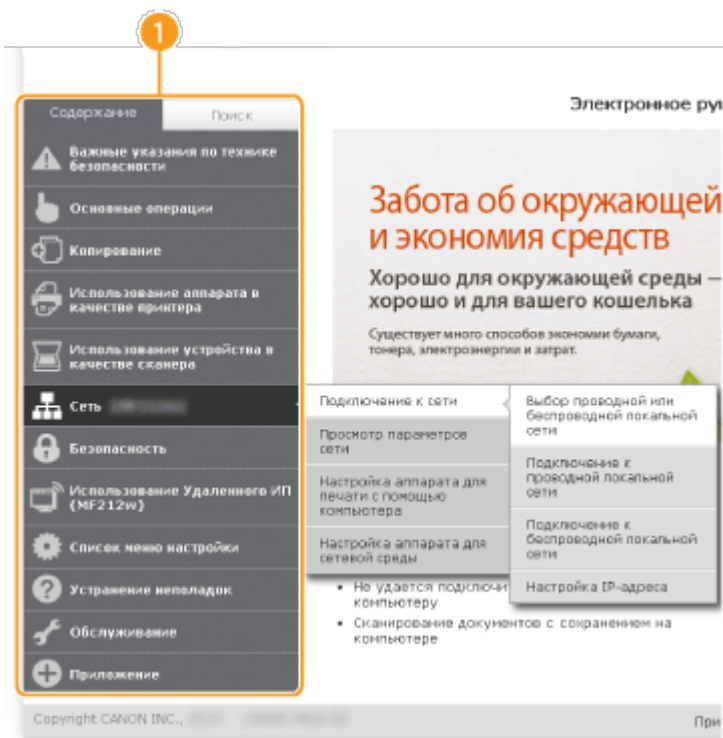 1
Содержание
Поиск
Важные указания по технике
безопасности
Основные операции
Копирование
Использование аппарата в
качестве принтера
Использование устройства в
качестве сканера
Сеть
Безопасность
Использование Удаленного ИП
(MF212w)
Список меню настройки
Устранение неполадок
Обслуживание
Приложение
Подключение к сети
Просмотр параметров
сети
Настройка аппарата для
печати с помощью
компьютера
Настройка аппарата для
сетевой среды
Выбор проводной или
беспроводной локальной
сети
Подключение к
проводной локальной
сети
Подключение к
беспроводной локальной
сети
Настройка IP-адреса
Электронное рук
Забота об окружающей
и экономия средств
Хорошо для окружающей среды —
хорошо и для вашего кошелька
Существует много способов экономии бумаги,
тонера, электроэнергии и затрат.
• Не удается подключит
компьютеру
• Сканирование документов с сохранением на
компьютере
Copyright CANON INC.,
При